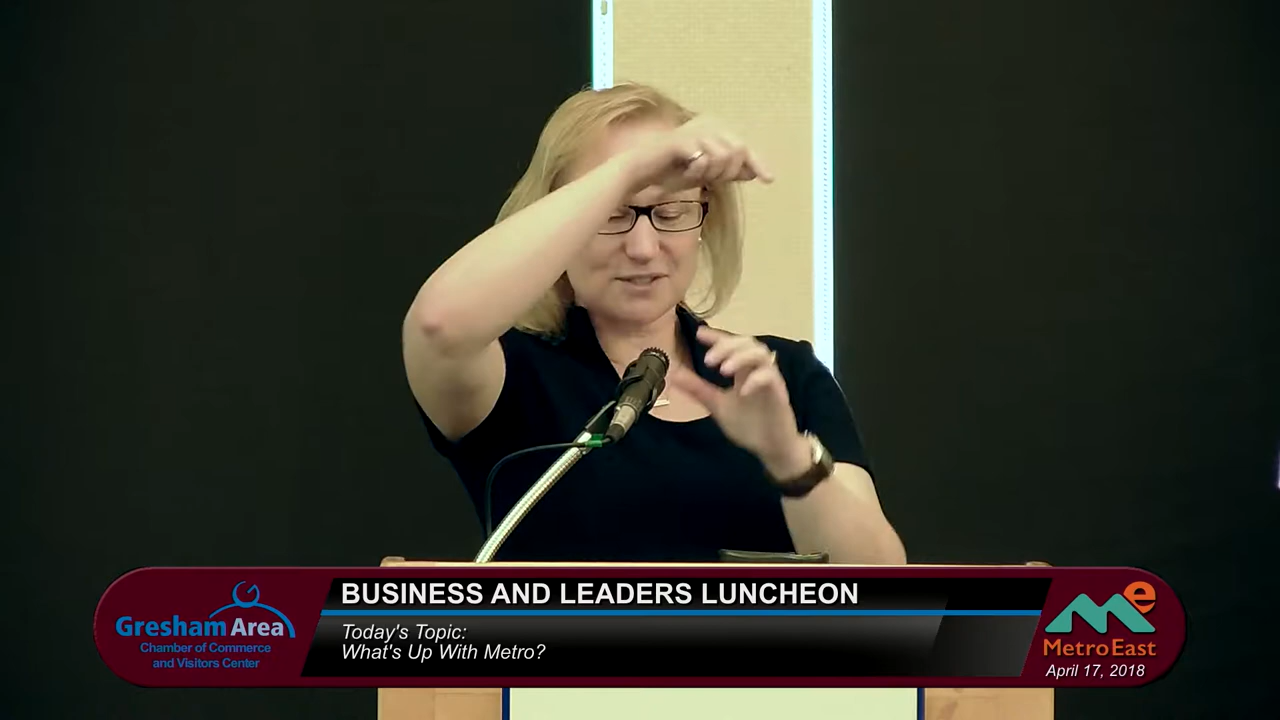 BUSINESS AND LEADERS LUNCHEON
Today's Topic:
What's Up With Metro?
Gresham Area
Chamber of Commerce
and Visitors Center
Me
MetroEast
April 17, 2018